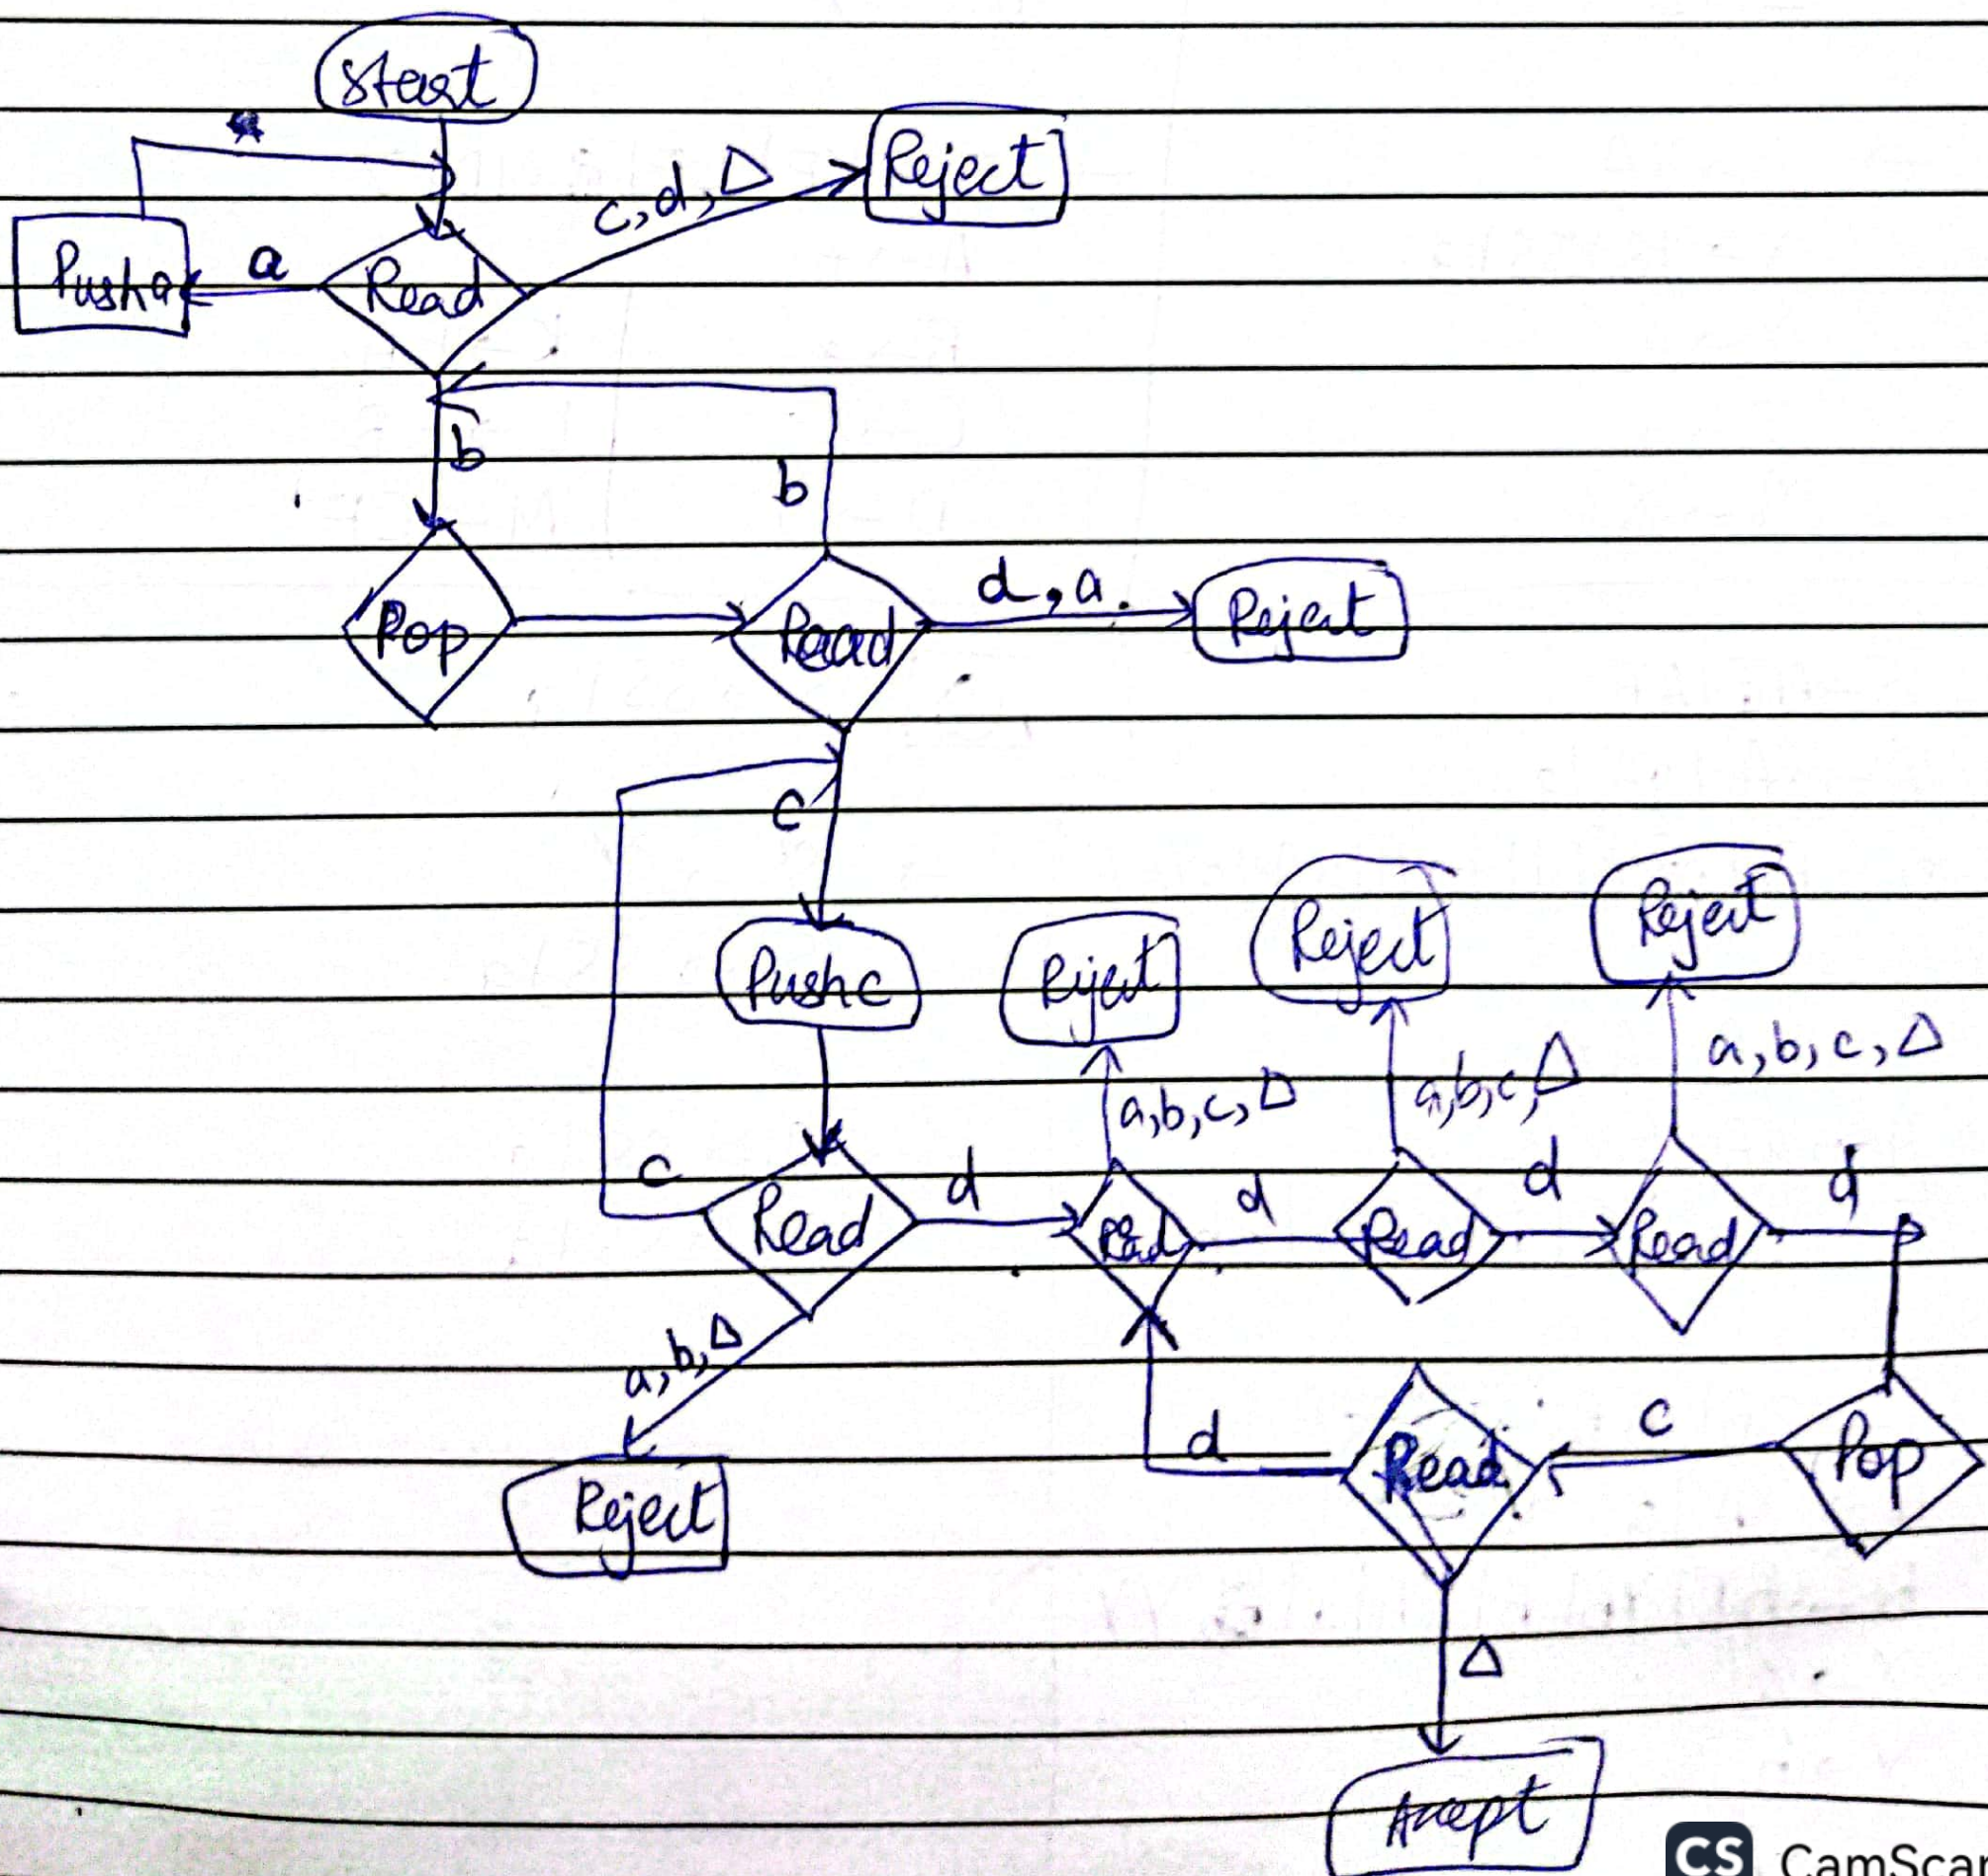 Start
Reject
c, d, Δ
Push a
a
Read
b
b
Pop
Read
d, a.
Reject
c
Push c
Reject
Reject
Reject
a, b, c, Δ
a, b, c, Δ
a, b, c, Δ
c
Read
d
Read
d
Read
d
Read
d
a, b, Δ
Reject
d
Read
c
Pop
Δ
Accept
CS CamScan